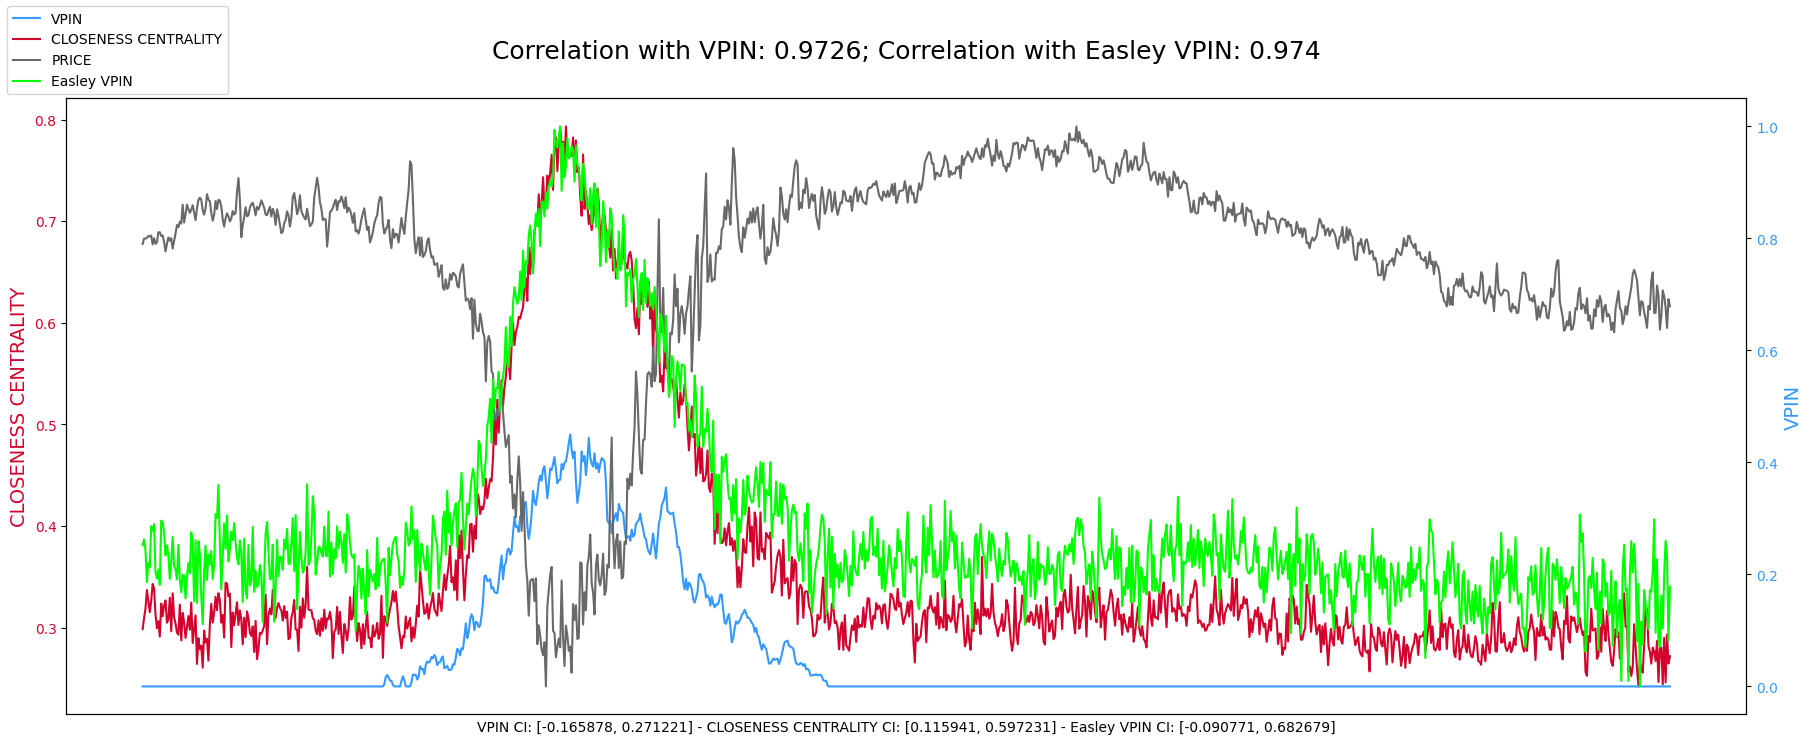 VPIN
CLOSENESS CENTRALITY
PRICE
Easley VPIN
Correlation with VPIN: 0.9726; Correlation with Easley VPIN: 0.974
CLOSENESS CENTRALITY
0.8
0.7
0.6
0.5
0.4
0.3
1.0
0.8
0.6
0.4
0.2
0.0
VPIN
VPIN CI: [-0.165878, 0.271221] - CLOSENESS CENTRALITY CI: [0.115941, 0.597231] - Easley VPIN CI: [-0.090771, 0.682679]